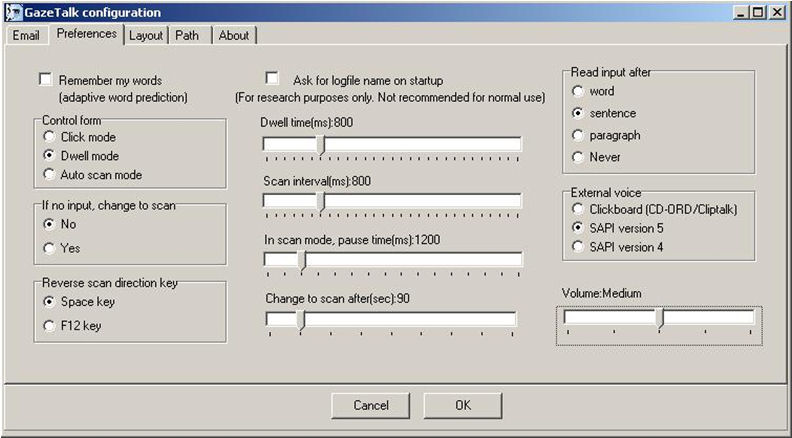 GazeTalk configuration
Email Preferences Layout Path About
Remember my words
(adaptive word prediction)
Ask for logfile name on startup
(For research purposes only. Not recommended for normal use)
Control form
Click mode
Dwell mode
Auto scan mode
If no input, change to scan
No
Yes
Reverse scan direction key
Space key
F12 key
Dwell time(ms):800
Scan interval(ms):800
In scan mode, pause time(ms):1200
Change to scan after(sec):90
Read input after
word
sentence
paragraph
Never
External voice
Clickboard (CD-ORD/Cliptalk)
SAPI version 5
SAPI version 4
Volume:Medium
Cancel OK